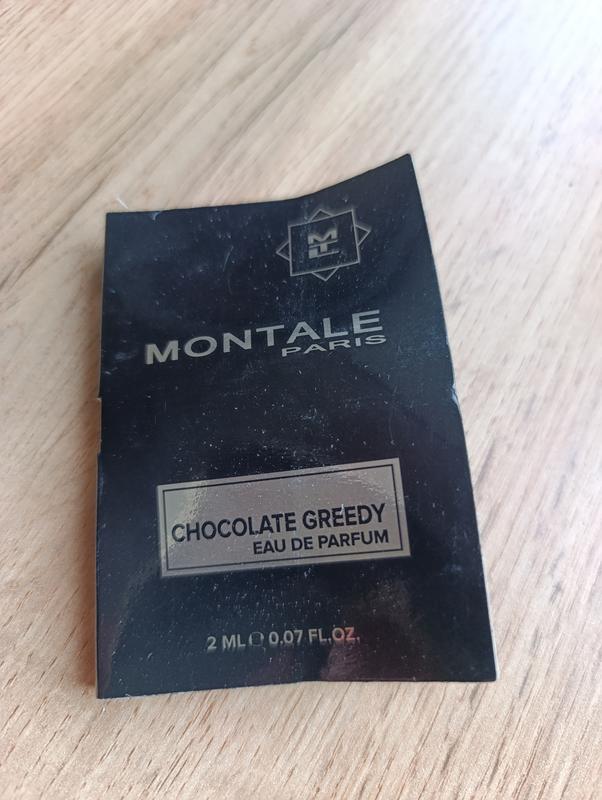 MONTALE
PARIS
CHOCOLATE GREEDY
EAU DE PARFUM
2 ML ℮ 0.07 FL.OZ.